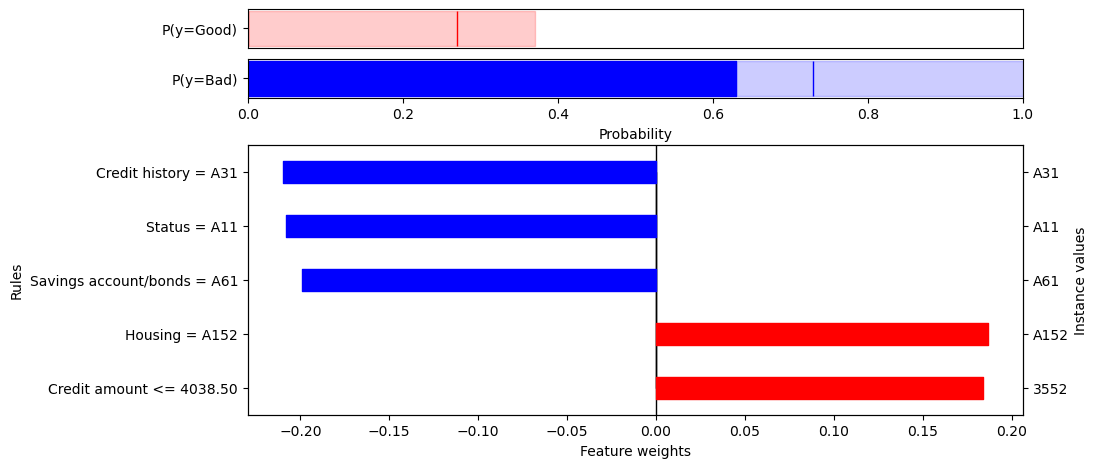 P(y=Good)
P(y=Bad)
0.0 0.2 0.4 0.6 0.8 1.0
Probability
Credit history = A31 A31
Status = A11 A11
Savings account/bonds = A61 A61
Housing = A152 A152
Credit amount <= 4038.50 3552
Rules
Instance values
−0.20 −0.15 −0.10 −0.05 0.00 0.05 0.10 0.15 0.20
Feature weights